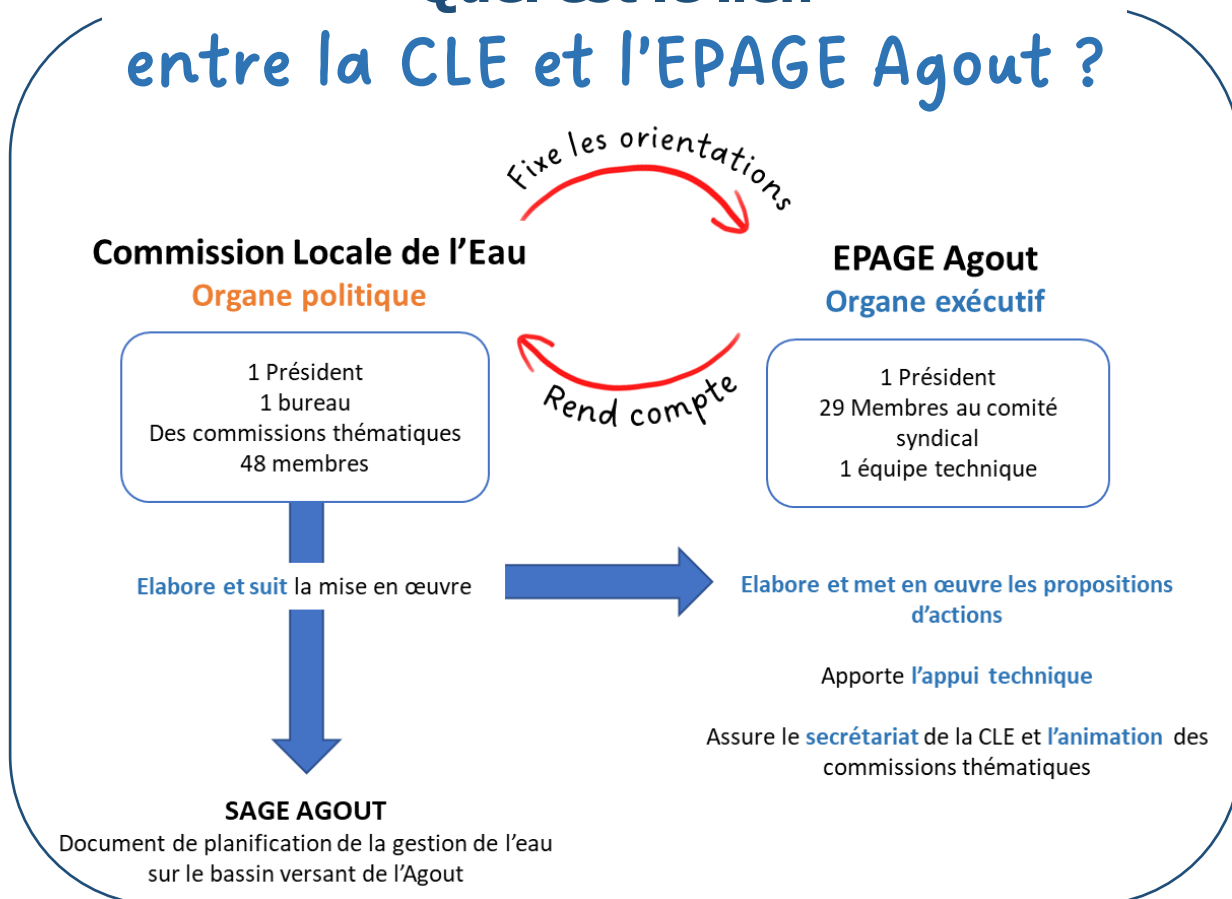 Quel est le lien
entre la CLE et l'EPAGE Agout ?
Fixe les orientations
Commission Locale de l'Eau
Organe politique
EPAGE Agout
Organe exécutif
1 Président
1 bureau
Des commissions thématiques
48 membres
Rend compte
1 Président
29 Membres au comité
syndical
1 équipe technique
Elabore et suit la mise en œuvre
Elabore et met en œuvre les propositions
d'actions
Apporte l'appui technique
Assure le secrétariat de la CLE et l'animation des
commissions thématiques
SAGE AGOUT
Document de planification de la gestion de l'eau
sur le bassin versant de l'Agout